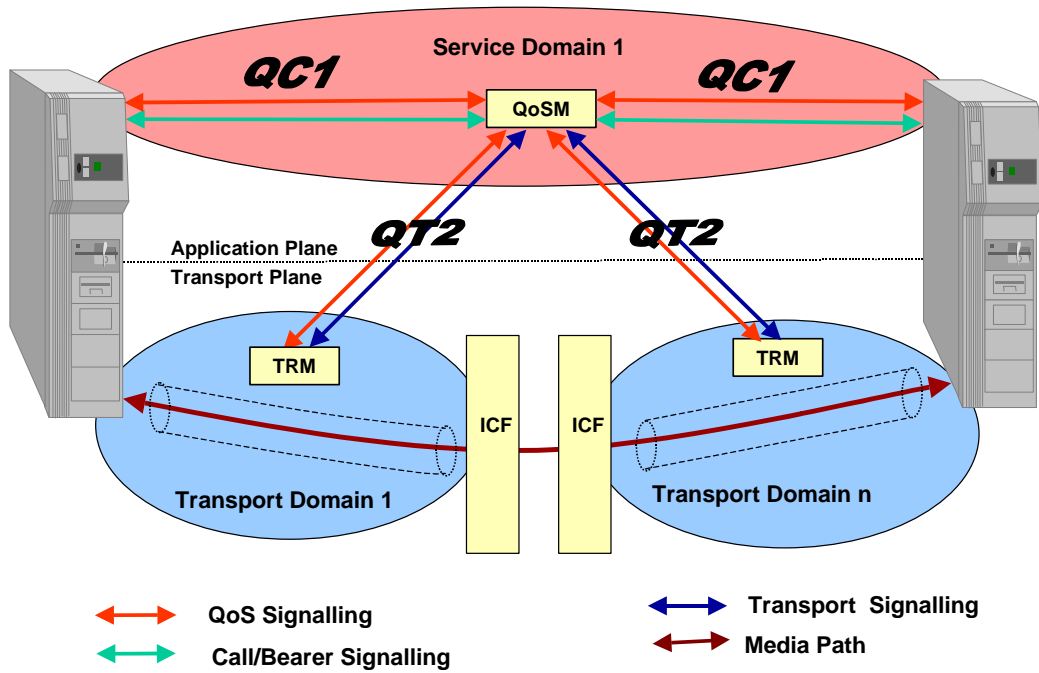 Service Domain 1
QC1
QC1
QoSM
QT2
QT2
Application Plane
Transport Plane
TRM
TRM
ICF
ICF
Transport Domain 1
Transport Domain n
QoS Signalling
Transport Signalling
Call/Bearer Signalling
Media Path